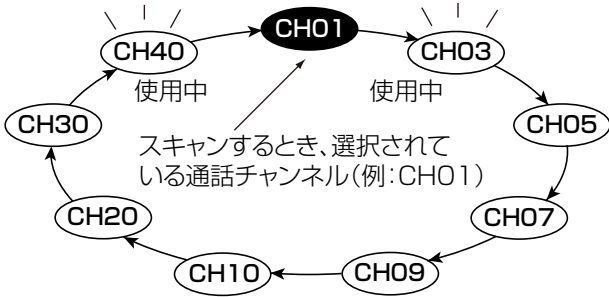 CH01
CH40
CH03
使用中
使用中
CH30
CH05
スキャンするとき、選択されて
いる通話チャンネル（例：CH01）
CH20
CH07
CH10
CH09